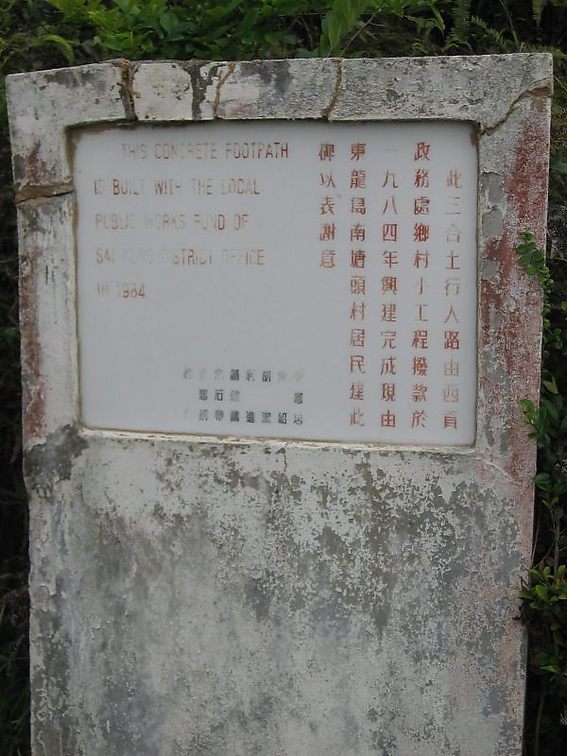 THIS CONCRETE FOOTPATH
IS BUILT WITH THE LOCAL
PUBLIC WORKS FUND OF
SAI KUNG DISTRICT OFFICE
IN 1984
此三合土行人路由西貢
政務處鄉村小工程撥款於
一九八四年興建完成現由
東龍島南塘頭村居民建此
碑以表謝意